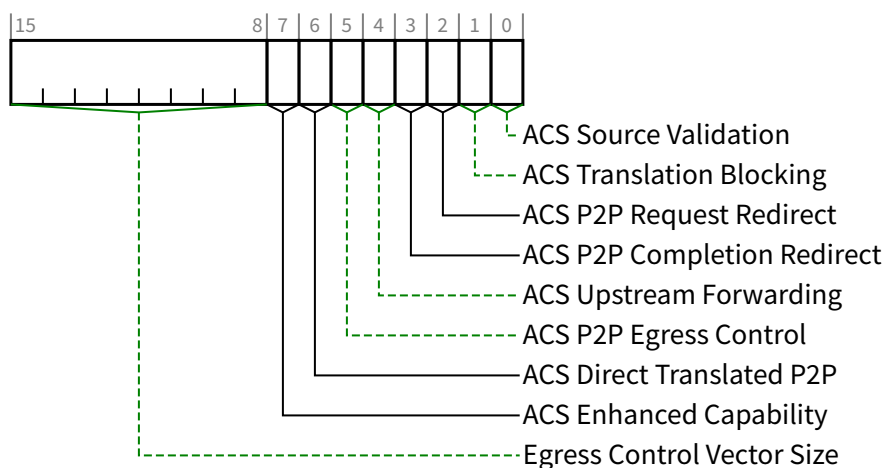 15 8 7 6 5 4 3 2 1 0
ACS Source Validation
ACS Translation Blocking
ACS P2P Request Redirect
ACS P2P Completion Redirect
ACS Upstream Forwarding
ACS P2P Egress Control
ACS Direct Translated P2P
ACS Enhanced Capability
Egress Control Vector Size